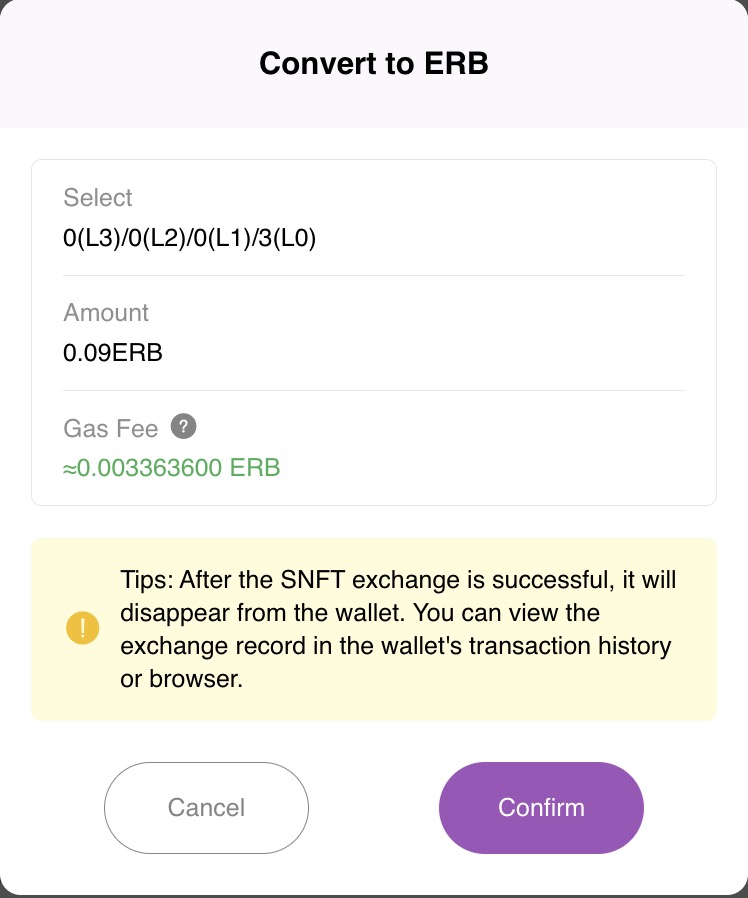 Convert to ERB
Select
0(L3)/0(L2)/0(L1)/3(L0)
Amount
0.09ERB
Gas Fee ?
≈0.003363600 ERB
Tips: After the SNFT exchange is successful, it will
disappear from the wallet. You can view the
exchange record in the wallet's transaction history
or browser.
Cancel
Confirm